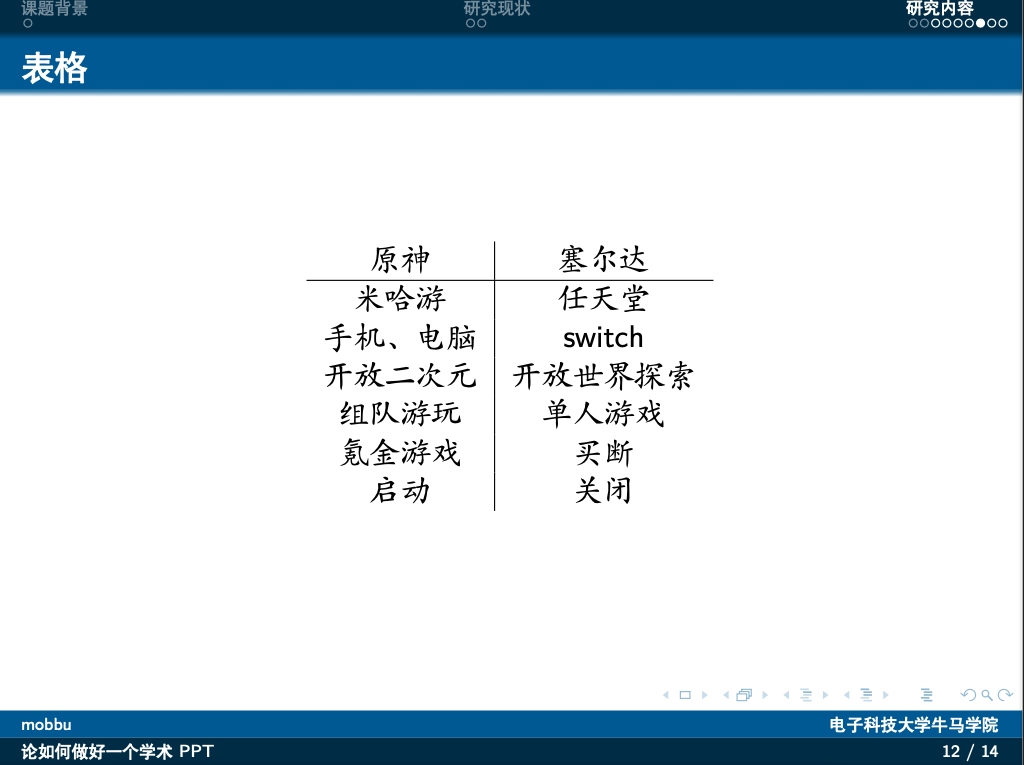 课题背景 研究现状 研究内容
表格
原神 塞尔达
米哈游 任天堂
手机、电脑 switch
开放二次元 开放世界探索
组队游玩 单人游戏
氪金游戏 买断
启动 关闭
mobbu 电子科技大学牛马学院
论如何做好一个学术 PPT 12 / 14